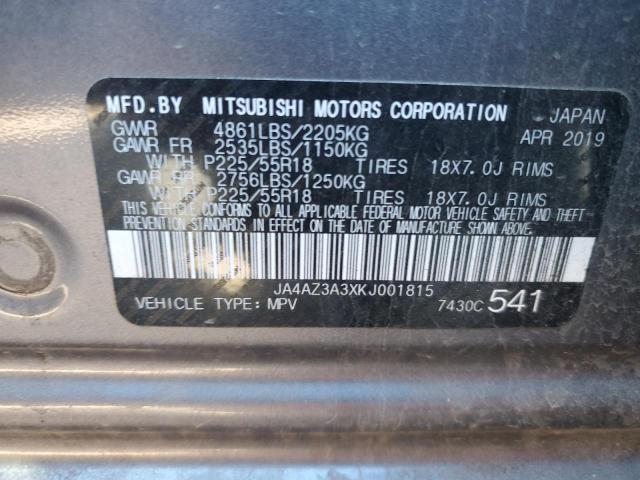 MFD.BY MITSUBISHI MOTORS CORPORATION JAPAN
GVWR 4861LBS/2205KG APR 2019
GAWR FR 2535LBS/1150KG
WITH P225/55R18 TIRES 18X7.0J RIMS
GAWR RR 2756LBS/1250KG
WITH P225/55R18 TIRES 18X7.0J RIMS
THIS VEHICLE CONFORMS TO ALL APPLICABLE FEDERAL MOTOR VEHICLE SAFETY AND THEFT
PREVENTION STANDARDS IN EFFECT ON THE DATE OF MANUFACTURE SHOWN ABOVE.
JA4AZ3A3XKJ001815
VEHICLE TYPE: MPV 7430C 541